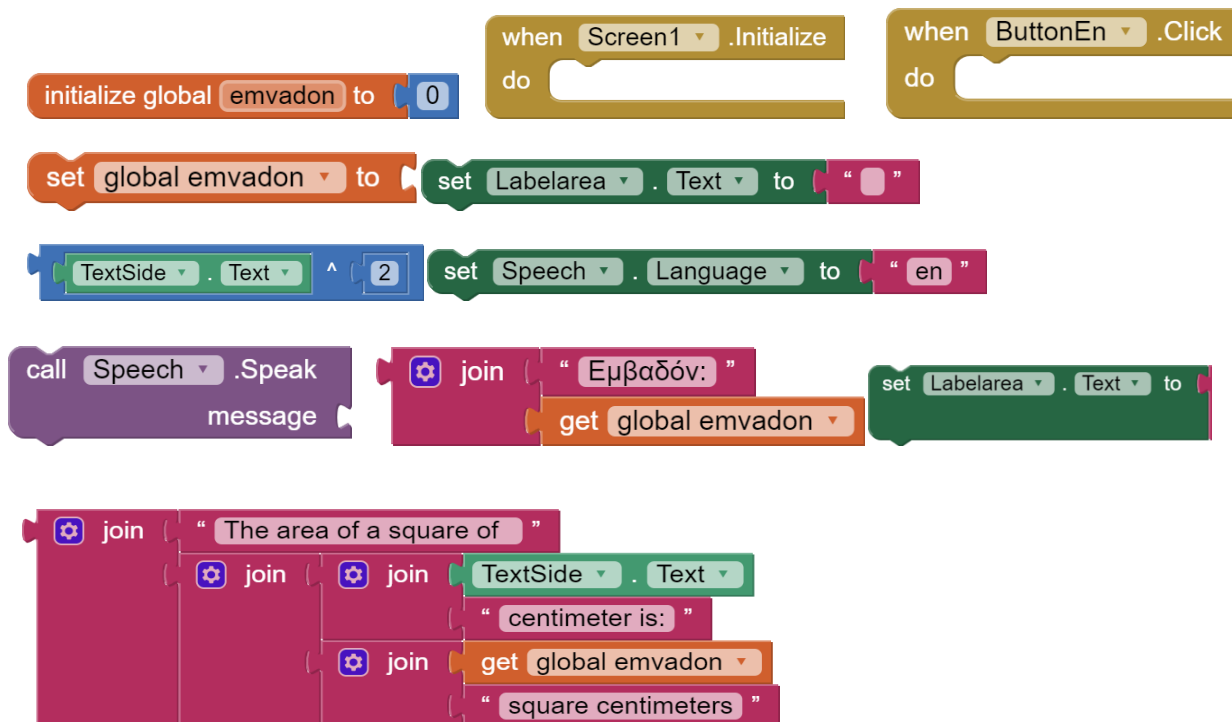 when Screen1 .Initialize
do
when ButtonEn .Click
do
initialize global emvadon to 0
set global emvadon to
set Labelarea . Text to " "
TextSide . Text ^ 2
set Speech . Language to " en "
call Speech .Speak
message
join " Εμβαδόν: "
get global emvadon
set Labelarea . Text to
join " The area of a square of "
join join TextSide . Text
" centimeter is: "
join get global emvadon
" square centimeters "